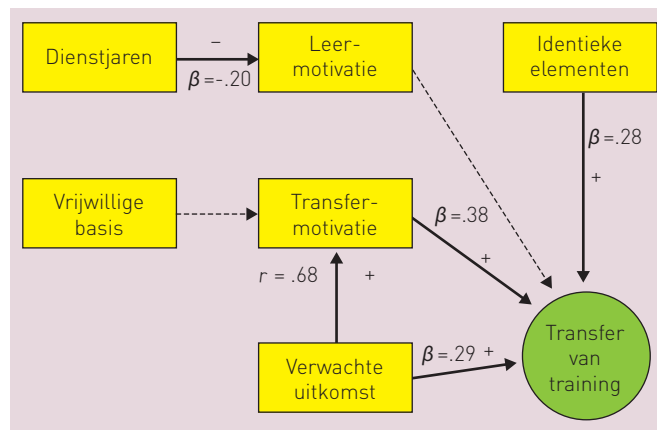 Dienstjaren
–
β=-.20
Leer-
motivatie
Identieke
elementen
β=.28
+
Vrijwillige
basis
Transfer-
motivatie
β=.38
+
r = .68
+
Verwachte
uitkomst
β=.29 +
Transfer
van
training